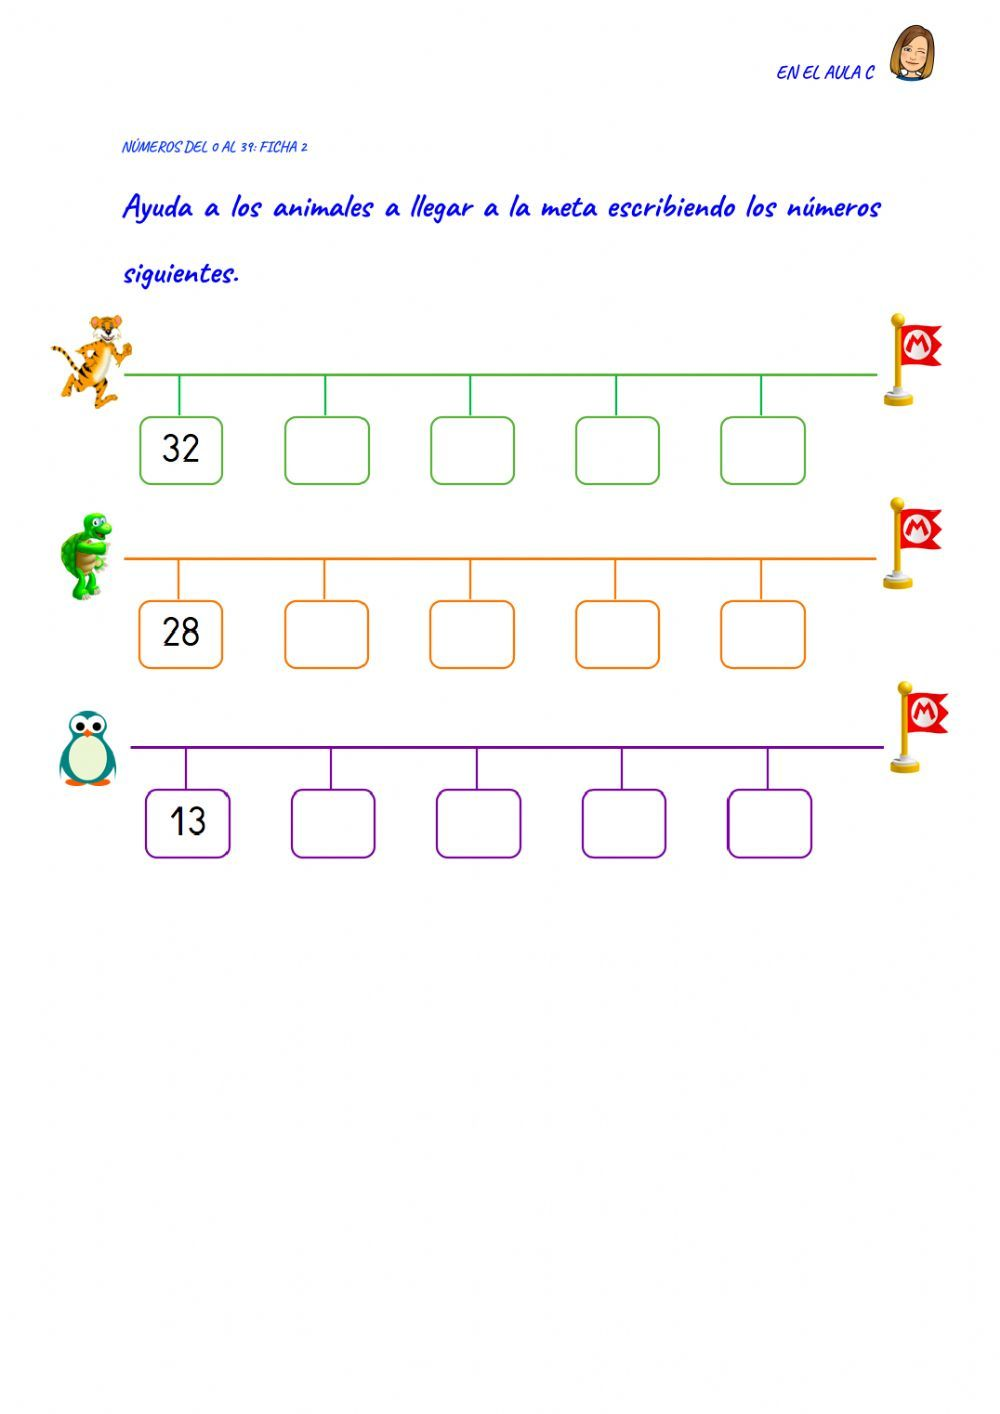 EN EL AULA C
NÚMEROS DEL 0 AL 39: FICHA 2
Ayuda a los animales a llegar a la meta escribiendo los números
siguientes.
M
32
M
28
M
13